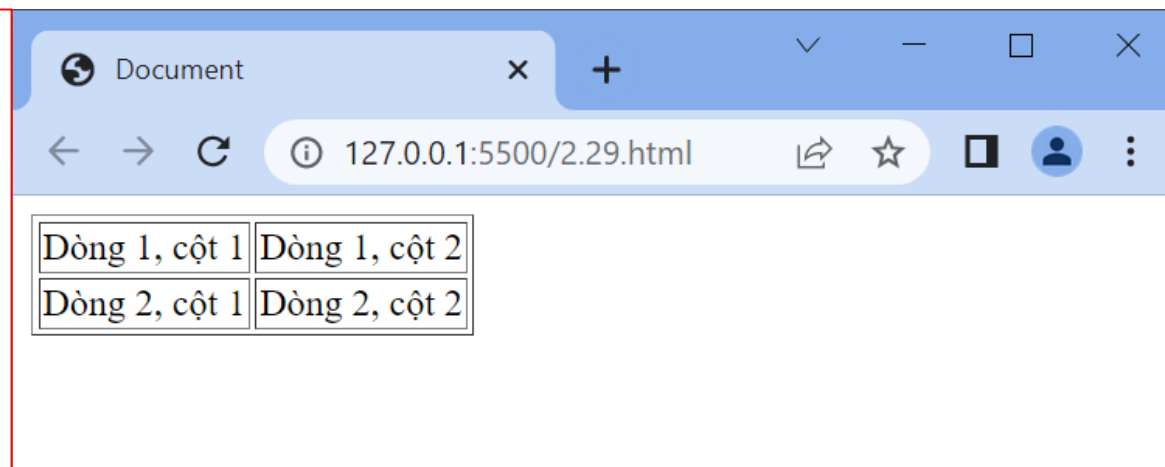 Document
127.0.0.1:5500/2.29.html
Dòng 1, cột 1 Dòng 1, cột 2
Dòng 2, cột 1 Dòng 2, cột 2